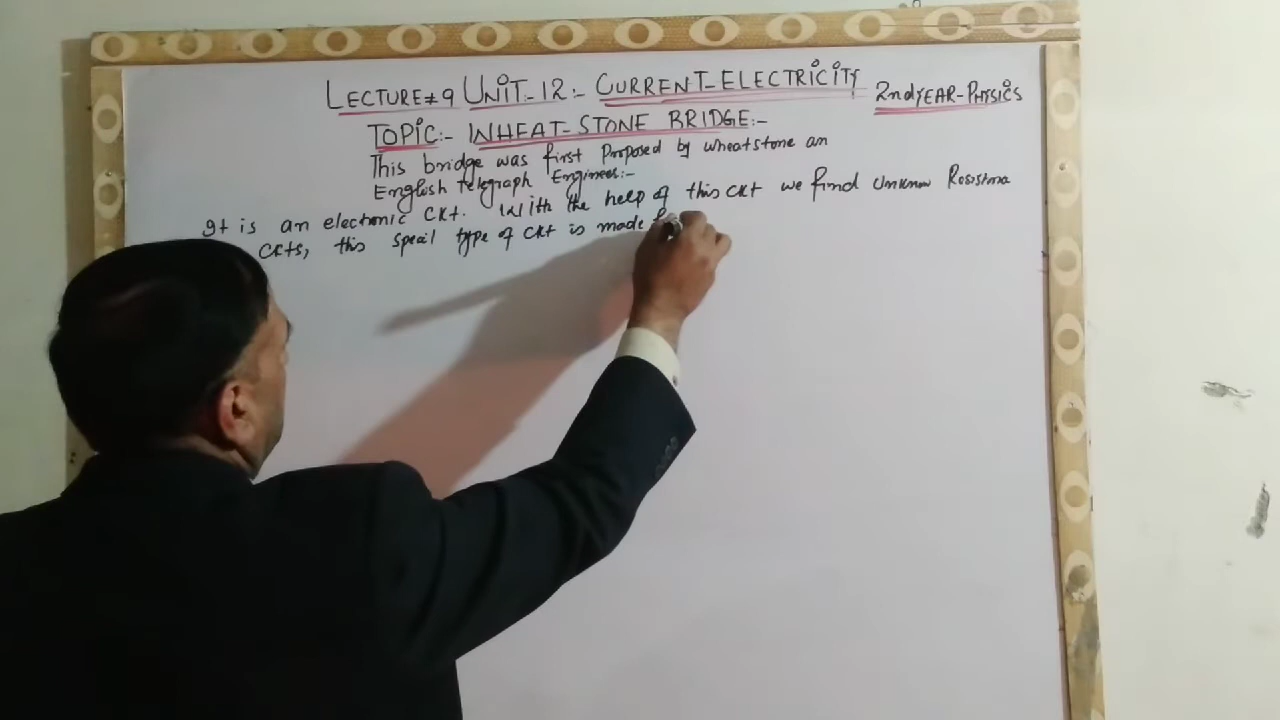 LECTURE#9 UNIT-12:- CURRENT-ELECTRICITY 2ndYEAR-PHYSICS
TOPIC:- WHEAT-STONE BRIDGE:-
This bridge was first Proposed by wheatstone an
English Telegraph Engineer:-
It is an electronic CKt. With the help of this CKT we find Unknow
CKts, this specil type of CKt is made